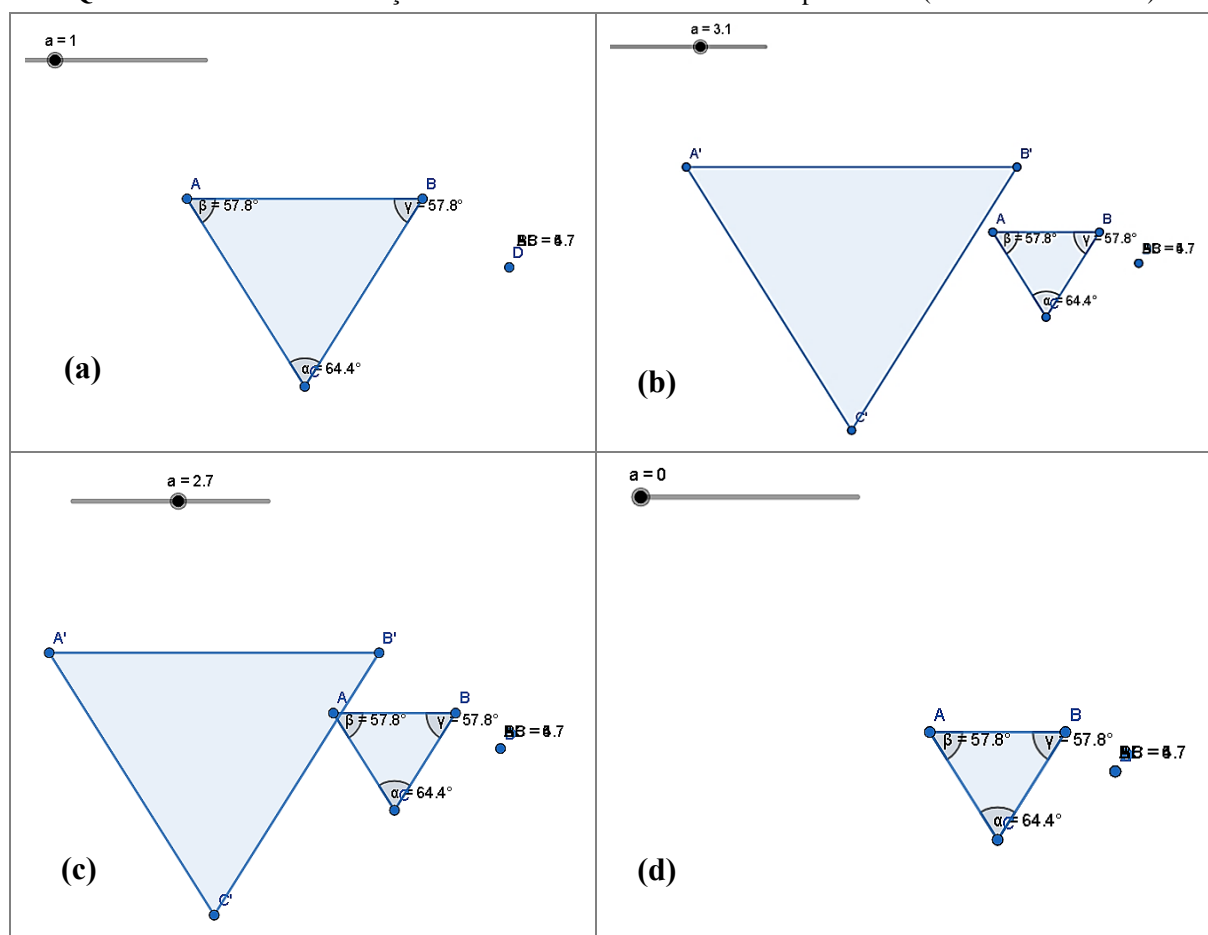 a = 1
A
B
β = 57.8°
γ = 57.8°
D
α
64.4°
(a)
a = 3.1
A'
B'
A
B
β = 57.8°
γ = 57.8°
α
64.4°
(b)
C'
a = 2.7
A'
B'
A
B
β = 57.8°
γ = 57.8°
α
64.4°
(c)
C'
a = 0
A
B
β = 57.8°
γ = 57.8°
α
64.4°
(d)